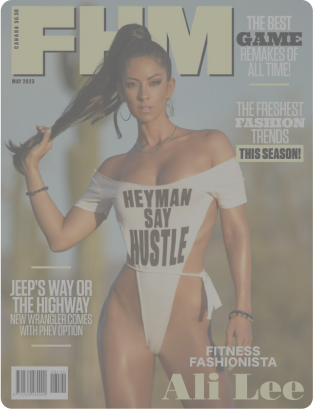 CANADA $6.50
FHM
MAY 2023
THE BEST
GAME
REMAKES OF
ALL TIME!
THE FRESHEST
FASHION
TRENDS
THIS SEASON!
HEYMAN
SAY
HUSTLE
JEEP'S WAY OR
THE HIGHWAY
NEW WRANGLER COMES
WITH PHEV OPTION
FITNESS
FASHIONISTA
Ali Lee